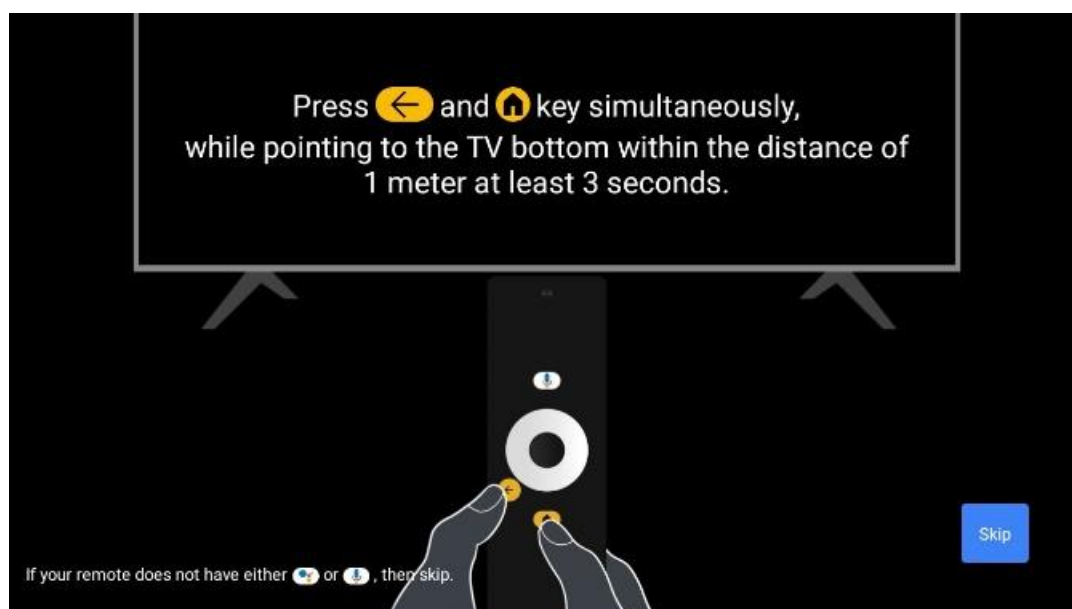 Press ← and key simultaneously,
while pointing to the TV bottom within the distance of
1 meter at least 3 seconds.
Skip
If your remote does not have either or , then skip.